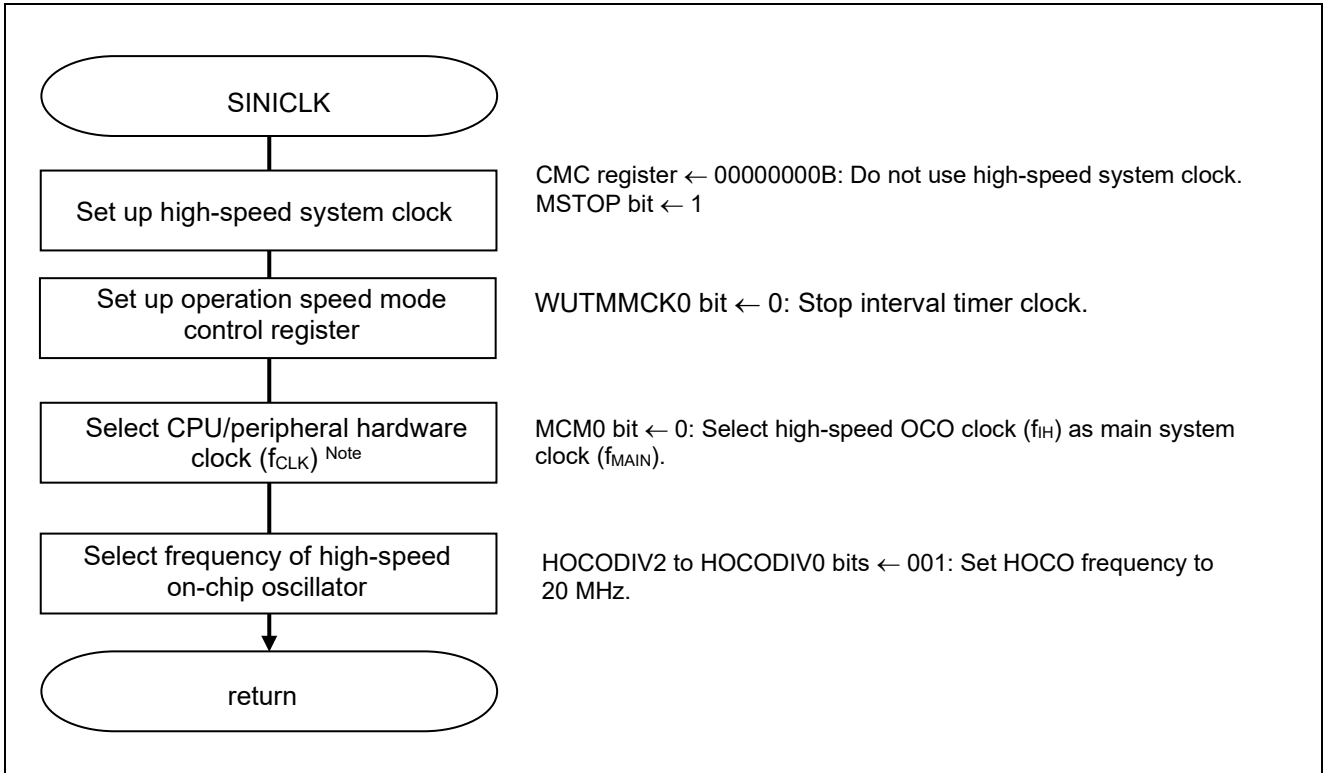 SINICLK
Set up high-speed system clock
CMC register ← 00000000B: Do not use high-speed system clock.
MSTOP bit ← 1
Set up operation speed mode
control register
WUTMMCK0 bit ← 0: Stop interval timer clock.
Select CPU/peripheral hardware
clock (fCLK) Note
MCM0 bit ← 0: Select high-speed OCO clock (fIH) as main system
clock (fMAIN).
Select frequency of high-speed
on-chip oscillator
HOCODIV2 to HOCODIV0 bits ← 001: Set HOCO frequency to
20 MHz.
return